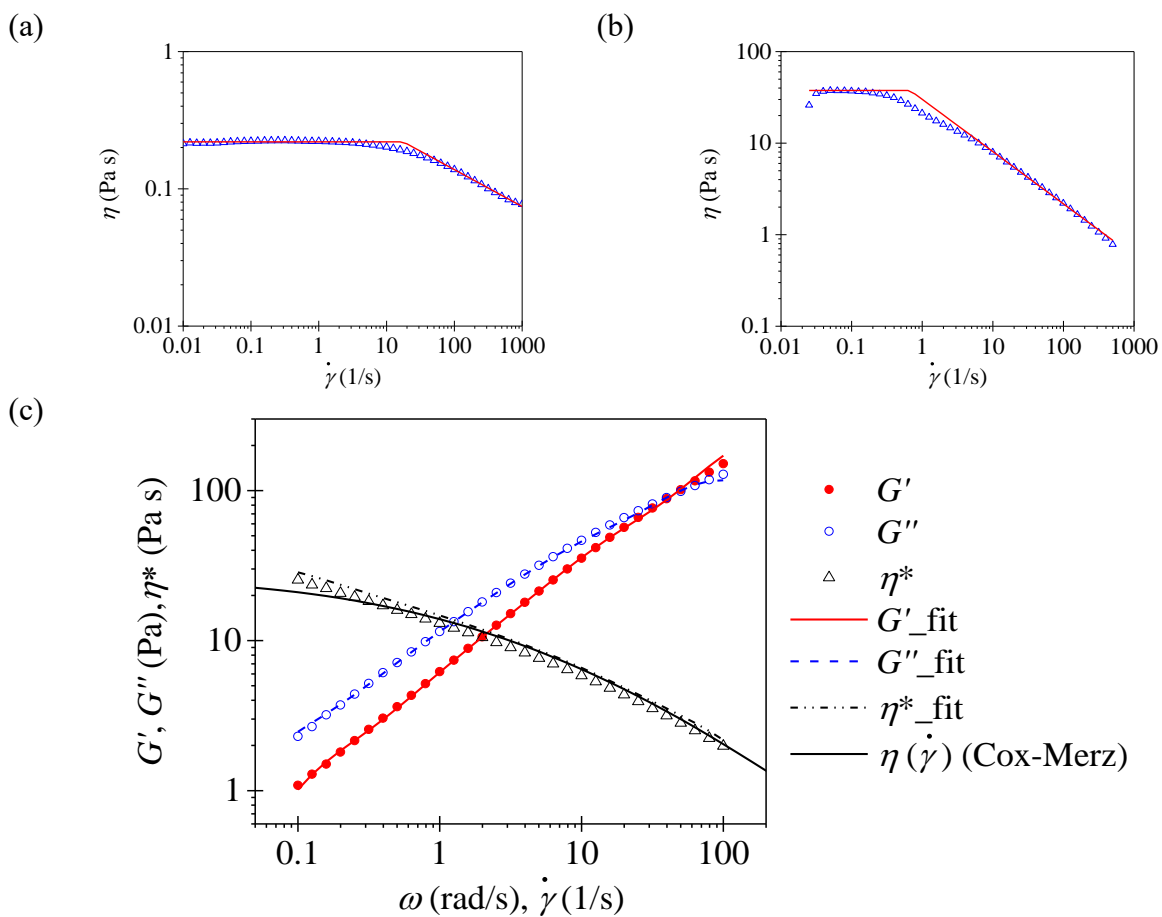 (a)
1
0.1
0.01
η (Pa s)
0.01 0.1 1 10 100 1000
γ̇ (1/s)
(b)
100
10
1
0.1
η (Pa s)
0.01 0.1 1 10 100 1000
γ̇ (1/s)
(c)
100
10
1
G', G'' (Pa),η* (Pa s)
0.1 1 10 100
ω (rad/s), γ̇ (1/s)
G'
G''
η*
G'_fit
G''_fit
η*_fit
η (γ̇) (Cox-Merz)